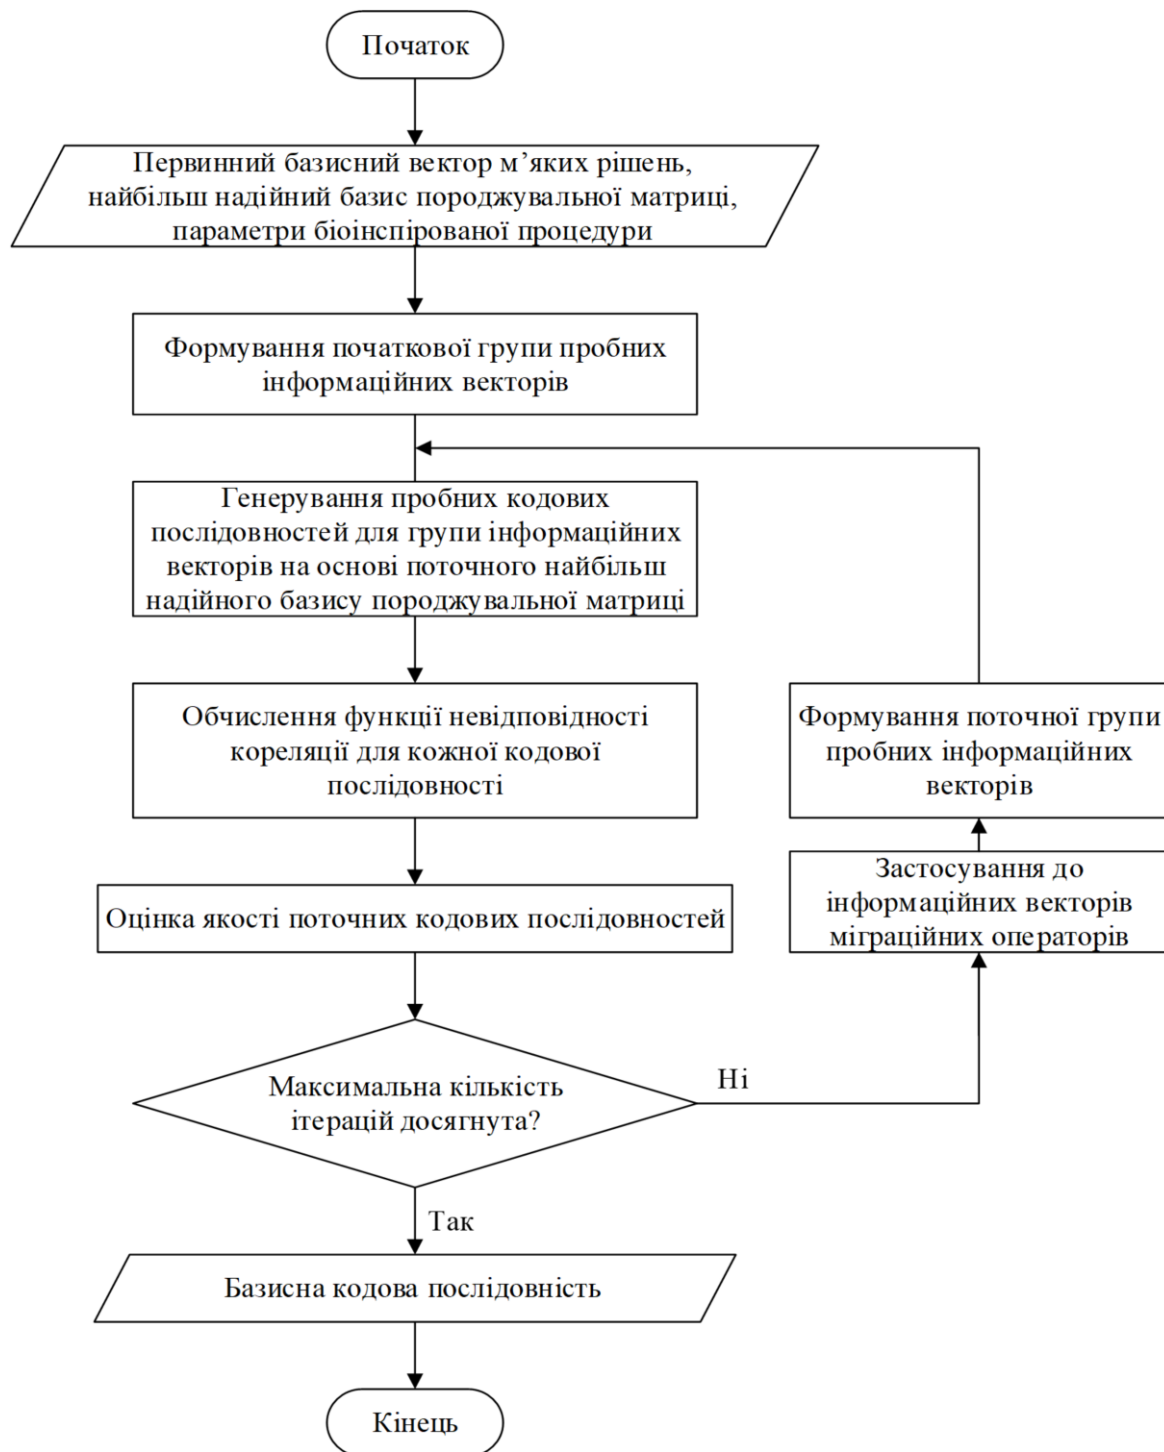 Початок
Первинний базисний вектор м’яких рішень,
найбільш надійний базис породжувальної матриці,
параметри біоінспірованої процедури
Формування початкової групи пробних
інформаційних векторів
Генерування пробних кодових
послідовностей для групи інформаційних
векторів на основі поточного найбільш
надійного базису породжувальної матриці
Обчислення функції невідповідності
кореляції для кожної кодової
послідовності
Формування поточної групи
пробних інформаційних
векторів
Застосування до
інформаційних векторів
міграційних операторів
Оцінка якості поточних кодових послідовностей
Максимальна кількість
ітерацій досягнута?
Ні
Так
Базисна кодова послідовність
Кінець